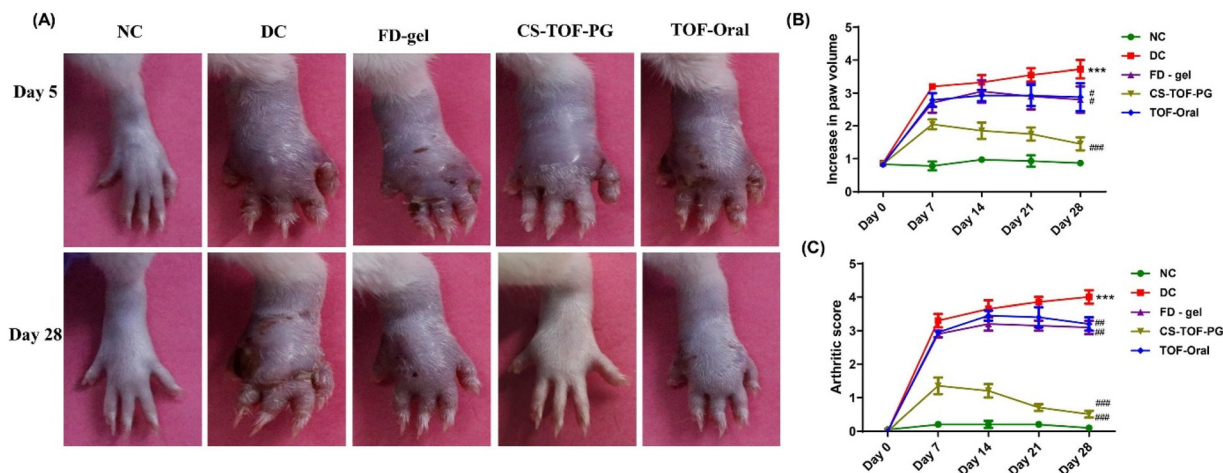 (A)
NC DC FD-gel CS-TOF-PG TOF-Oral
Day 5
Day 28
(B)
Increase in paw volume
5
4
3
2
1
0
***
#
#
###
Day 0 Day 7 Day 14 Day 21 Day 28
NC
DC
FD - gel
CS-TOF-PG
TOF-Oral
(C)
Arthritic score
5
4
3
2
1
0
***
##
##
###
###
Day 0 Day 7 Day 14 Day 21 Day 28
NC
DC
FD - gel
CS-TOF-PG
TOF-Oral